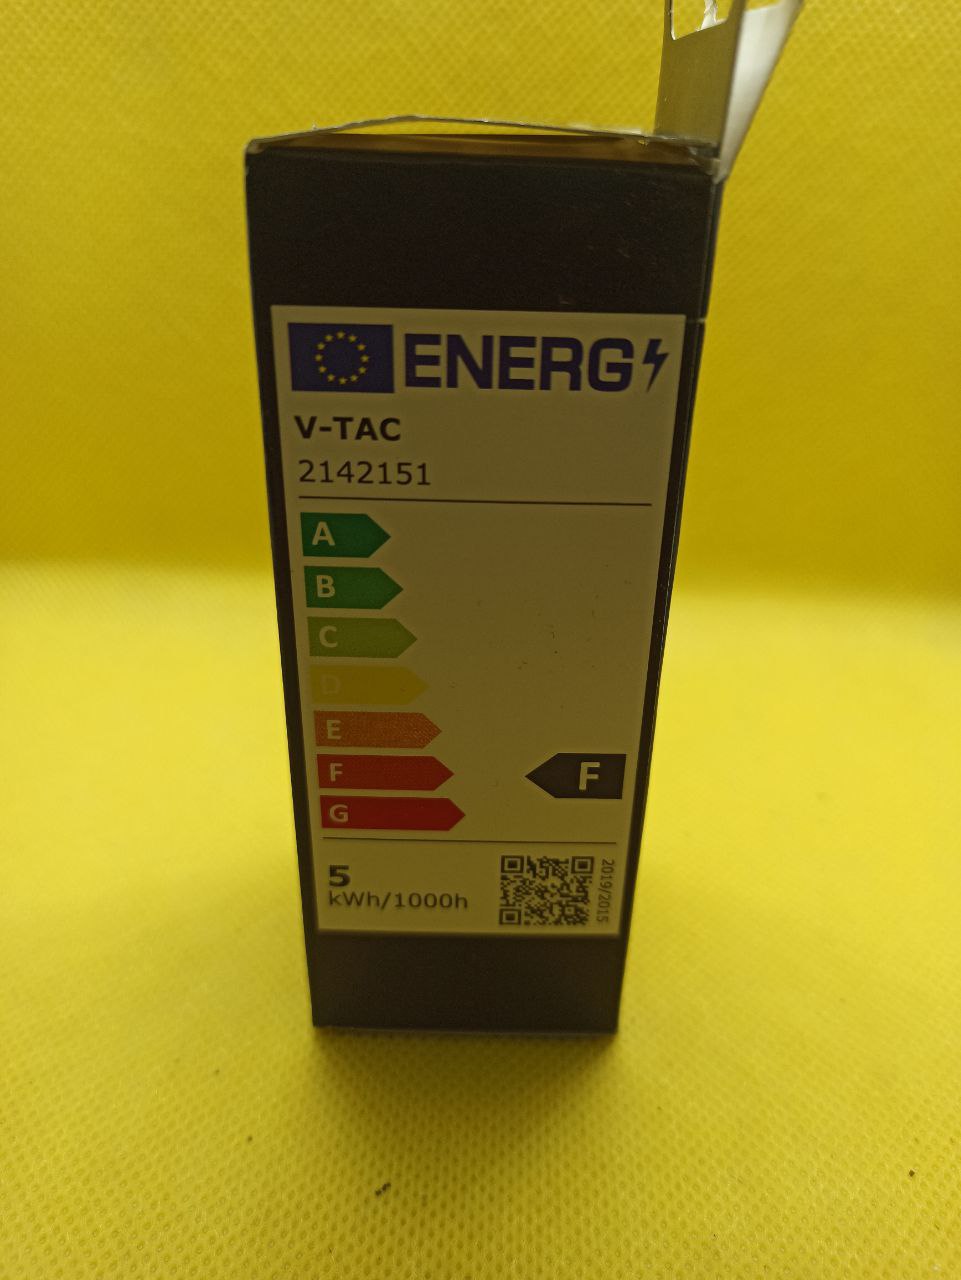 ENERG
V-TAC
2142151
A
B
C
D
E
F
F
G
5
kWh/1000h
2019/2015